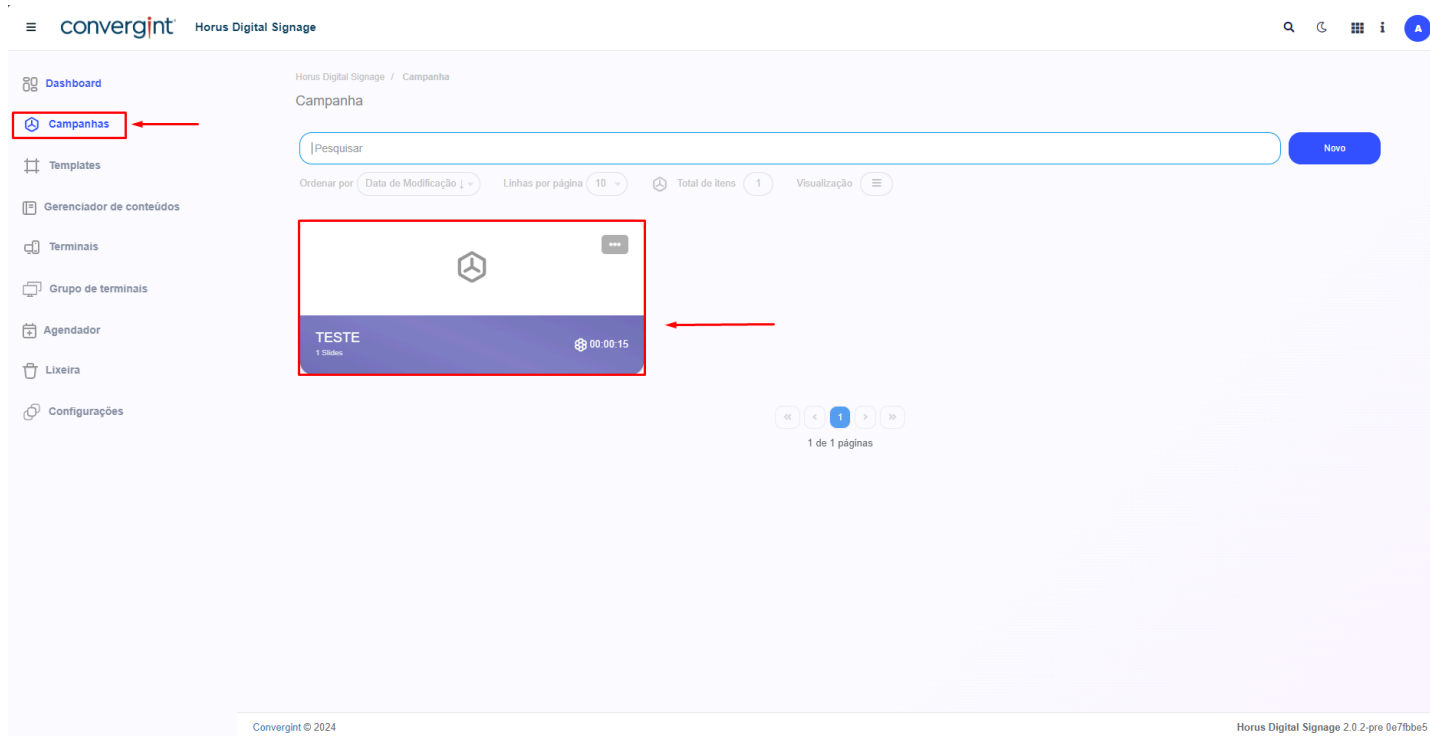 convergint Horus Digital Signage
A
Dashboard
Campanhas
Templates
Gerenciador de conteúdos
Terminais
Grupo de terminais
Agendador
Lixeira
Configurações
Horus Digital Signage / Campanha
Campanha
Pesquisar
Novo
Ordenar por Data de Modificação ↓ Linhas por página 10 Total de itens 1 Visualização
TESTE
1 Slides
00:00:15
« ‹ 1 › »
1 de 1 páginas
Convergint © 2024
Horus Digital Signage 2.0.2-pre 0e7fbbe5